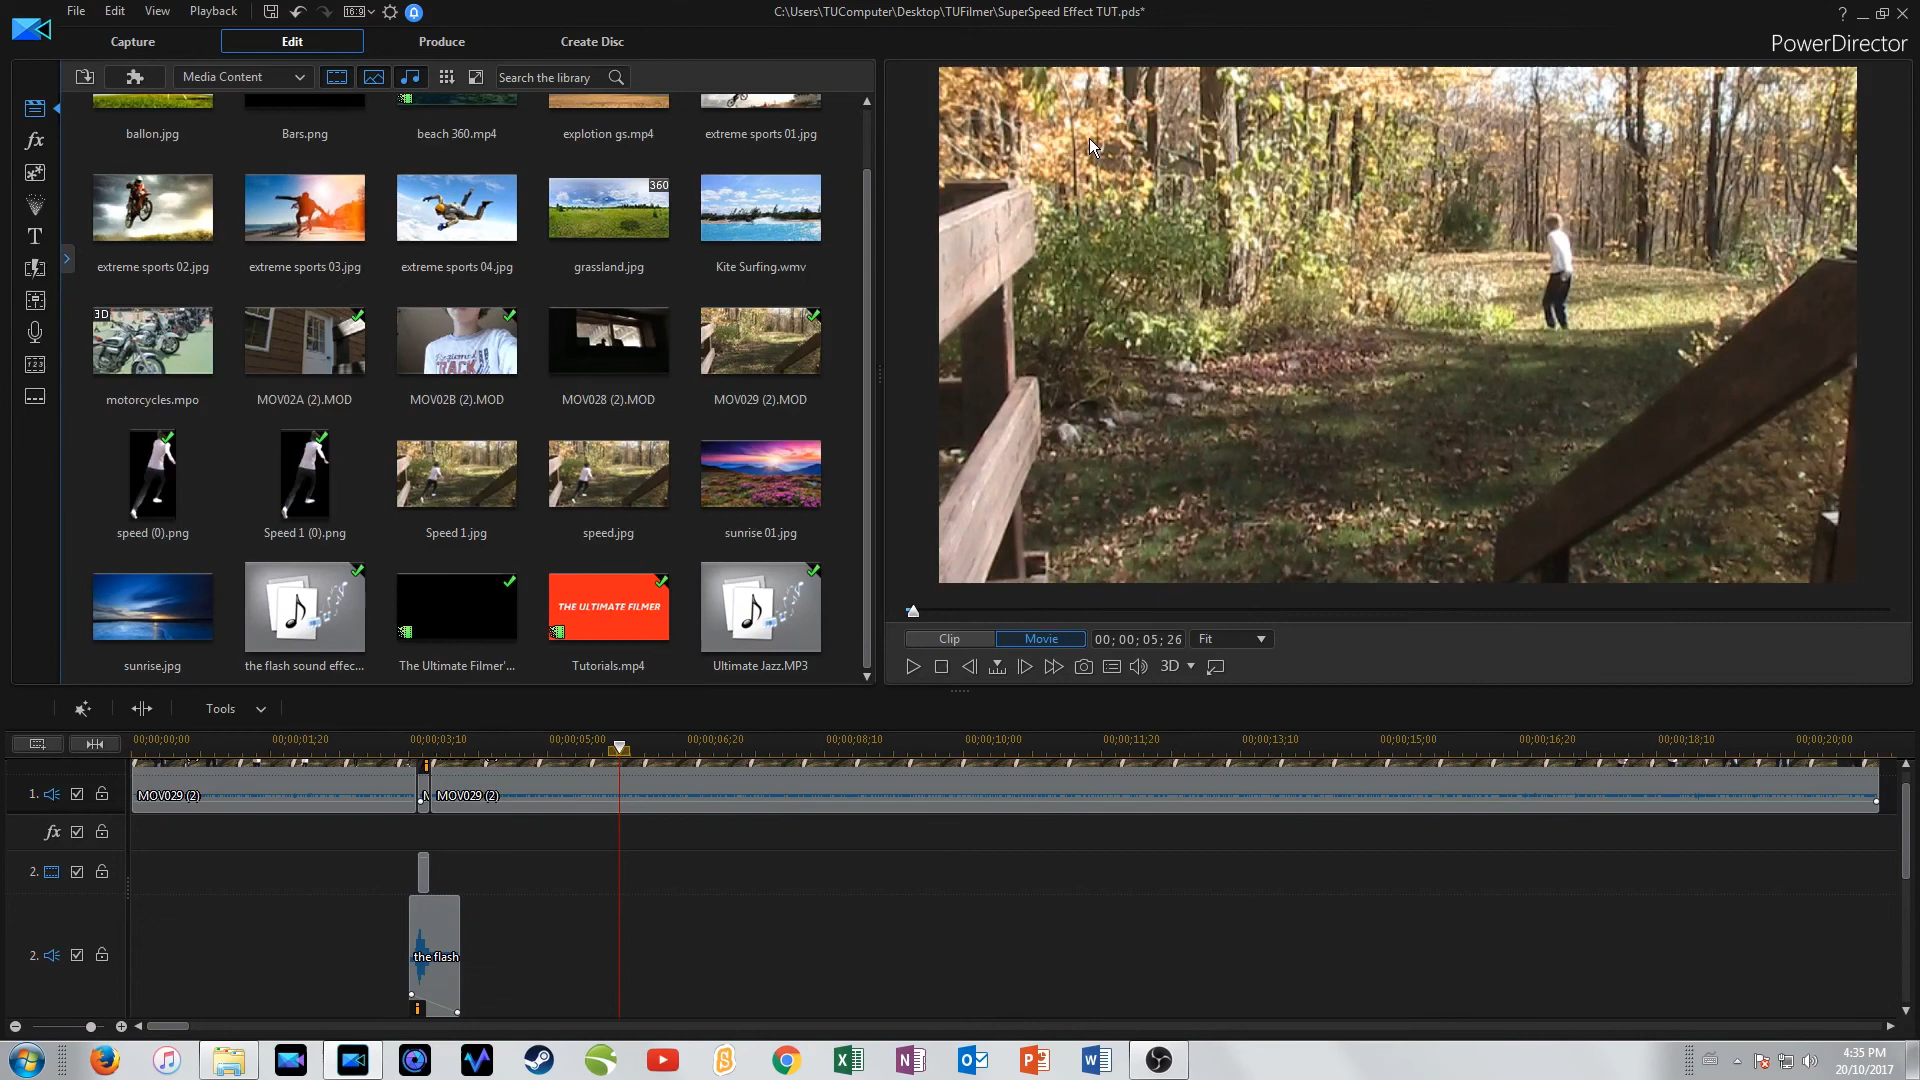 File Edit View Playback 16:9 C:\Users\TUComputer\Desktop\TUFilmer\SuperSpeed Effect TUT.pds* ?
Capture Edit Produce Create Disc PowerDirector
Media Content Search the library
ballon.jpg Bars.png beach 360.mp4 explotion gs.mp4 extreme sports 01.jpg
360
extreme sports 02.jpg extreme sports 03.jpg extreme sports 04.jpg grassland.jpg Kite Surfing.wmv
3D
TRACK
motorcycles.mpo MOV02A (2).MOD MOV02B (2).MOD MOV028 (2).MOD MOV029 (2).MOD
speed (0).png Speed 1 (0).png Speed 1.jpg speed.jpg sunrise 01.jpg
THE ULTIMATE FILMER
sunrise.jpg the flash sound effec... The Ultimate Filmer'... Tutorials.mp4 Ultimate Jazz.MP3
Clip Movie 00; 00; 05; 26 Fit
3D
Tools
00;00;00;00 00;00;01;20 00;00;03;10 00;00;05;00 00;00;06;20 00;00;08;10 00;00;10;00 00;00;11;20 00;00;13;10 00;00;15;00 00;00;16;20 00;00;18;10 00;00;20;00
1. MOV029 (2) MOV029 (2)
fx
2.
2. the flash
4:35 PM
20/10/2017